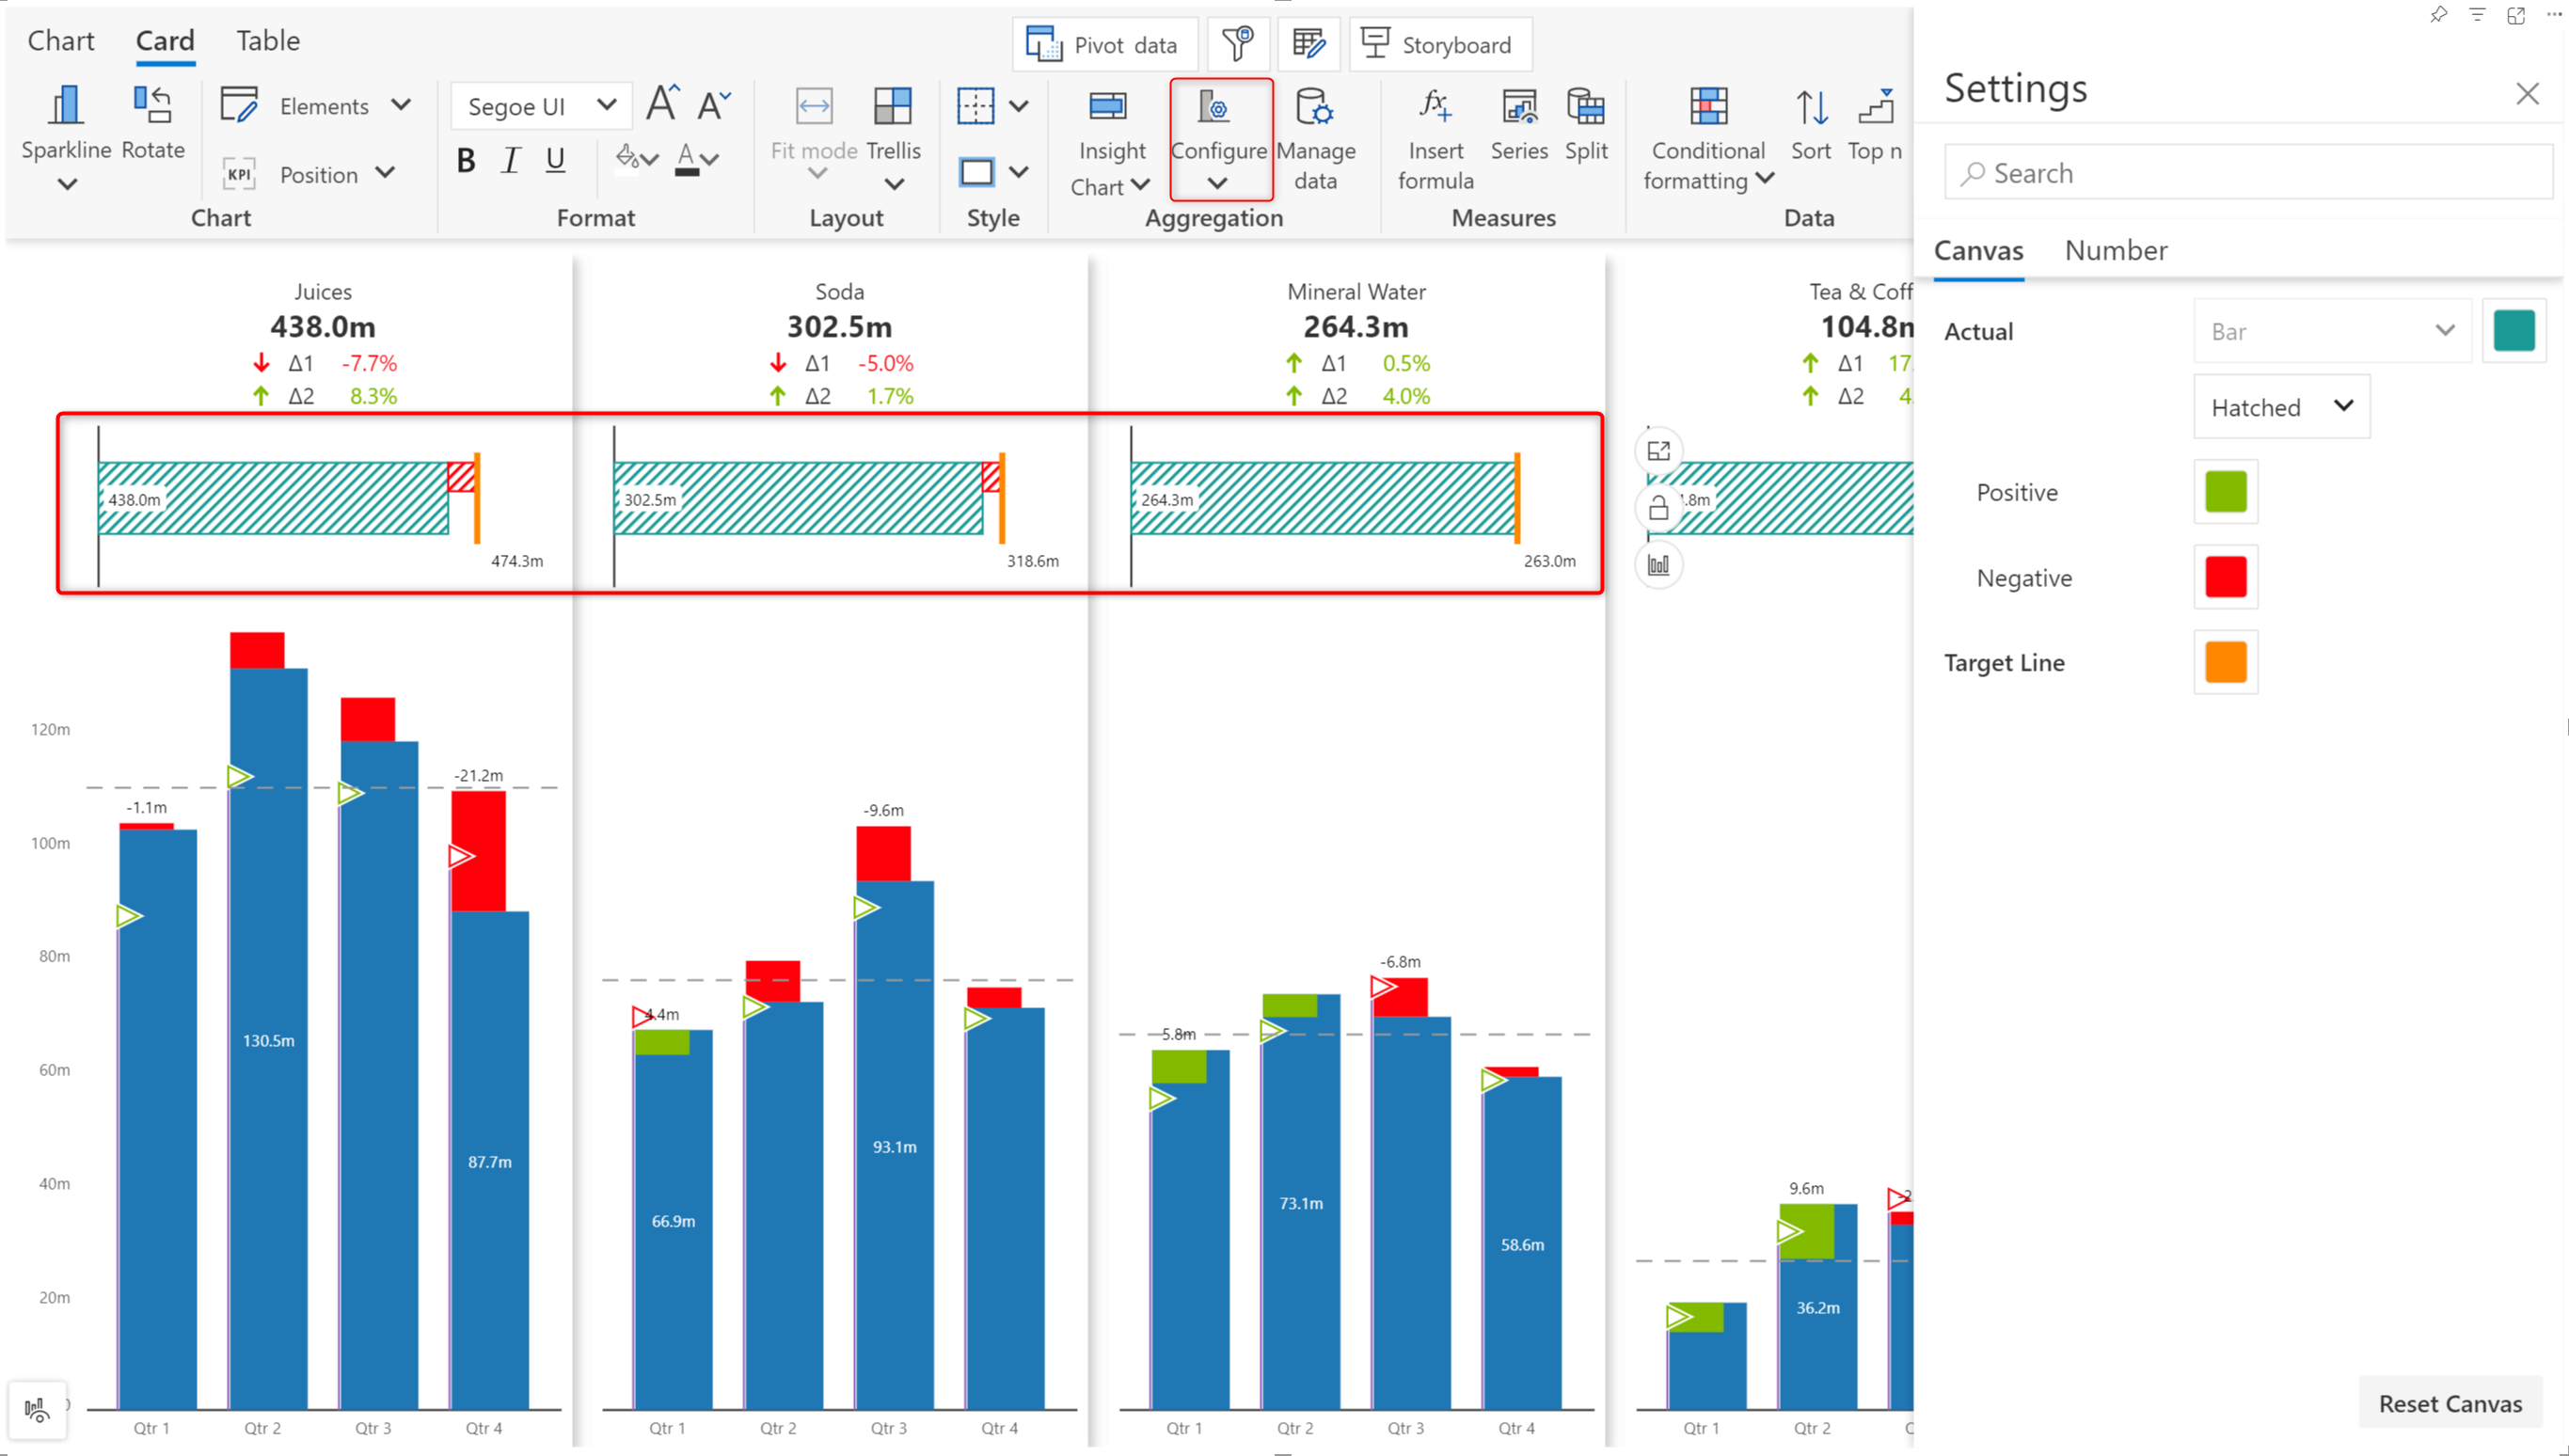 Chart Card Table
Pivot data
Storyboard
Sparkline Rotate
Elements
KPI Position
Chart
Segoe UI A A
B I U A
Format
Fit mode Trellis
Layout
Style
Insight Chart
Configure
Manage data
Aggregation
fx Insert formula
Series Split
Measures
Conditional formatting
Sort Top n
Data
Settings
Search
Canvas Number
Actual Bar
Hatched
Positive
Negative
Target Line
Reset Canvas
Juices
438.0m
Δ1 -7.7%
Δ2 8.3%
438.0m
474.3m
Soda
302.5m
Δ1 -5.0%
Δ2 1.7%
302.5m
318.6m
Mineral Water
264.3m
Δ1 0.5%
Δ2 4.0%
264.3m
263.0m
Tea & Coff
104.8m
Δ1 17.
Δ2 4.
.8m
120m
100m
80m
60m
40m
20m
0
-1.1m
130.5m
-21.2m
87.7m
Qtr 1 Qtr 2 Qtr 3 Qtr 4
4.4m
66.9m
-9.6m
93.1m
Qtr 1 Qtr 2 Qtr 3 Qtr 4
5.8m
73.1m
-6.8m
58.6m
Qtr 1 Qtr 2 Qtr 3 Qtr 4
9.6m
36.2m
-2
Qtr 1 Qtr 2